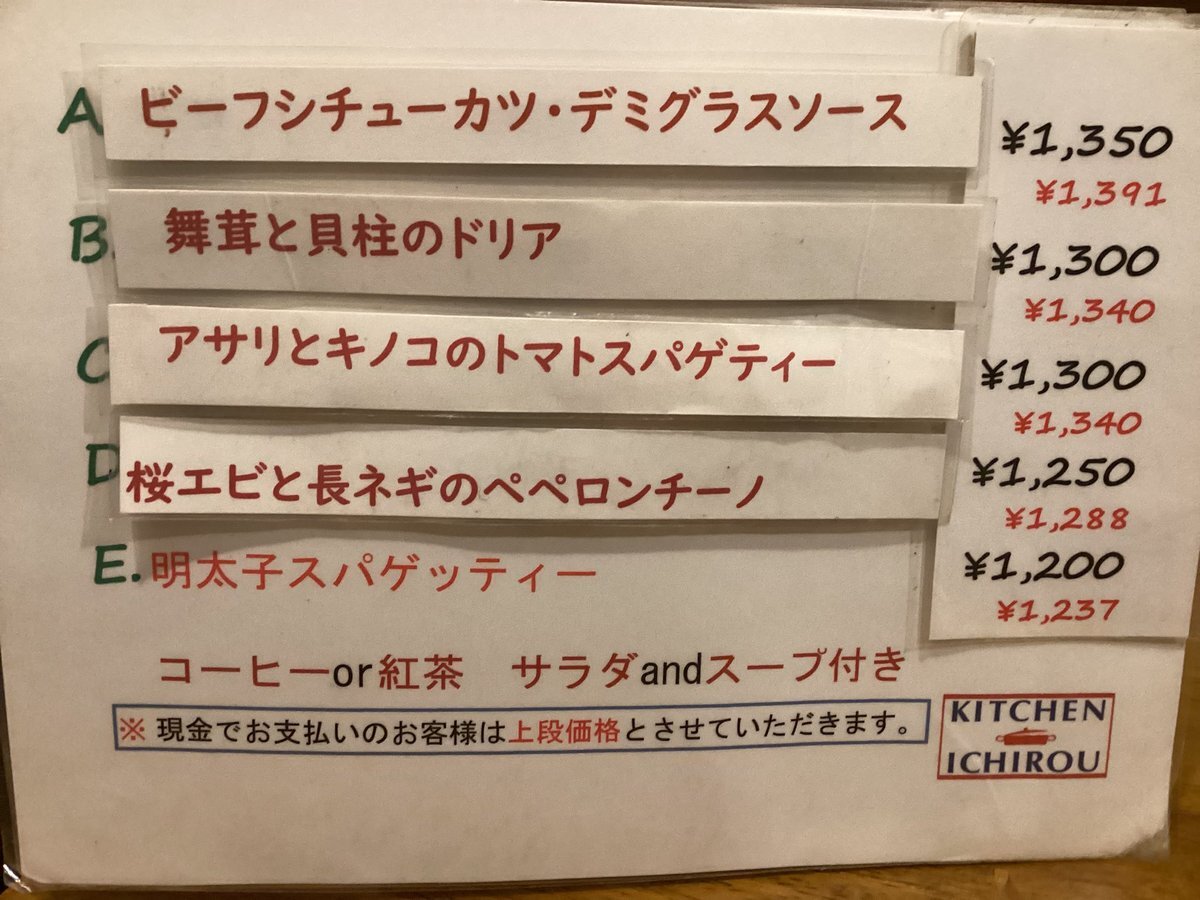 A ビーフシチューカツ・デミグラスソース ¥1,350
¥1,391
B. 舞茸と貝柱のドリア ¥1,300
¥1,340
C アサリとキノコのトマトスパゲティー ¥1,300
¥1,340
D 桜エビと長ネギのペペロンチーノ ¥1,250
¥1,288
E. 明太子スパゲッティー ¥1,200
¥1,237
コーヒーor紅茶 サラダandスープ付き
※ 現金でお支払いのお客様は上段価格とさせていただきます。
KITCHEN
ICHIROU